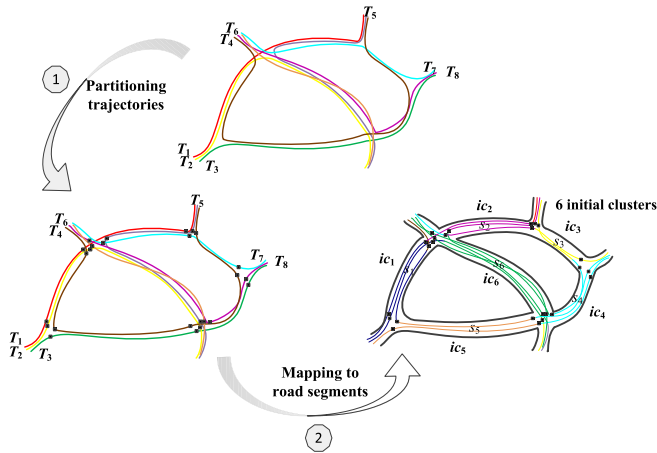 T5
T6
T4
1
Partitioning
trajectories
T7 T8
T1
T2 T3
T5
T6
T4
T7
T8
T1
T2 T3
ic2
6 initial clusters
s2
ic3
s3
ic1
s1
s6
ic6
s4
ic4
s5
ic5
Mapping to
road segments
2